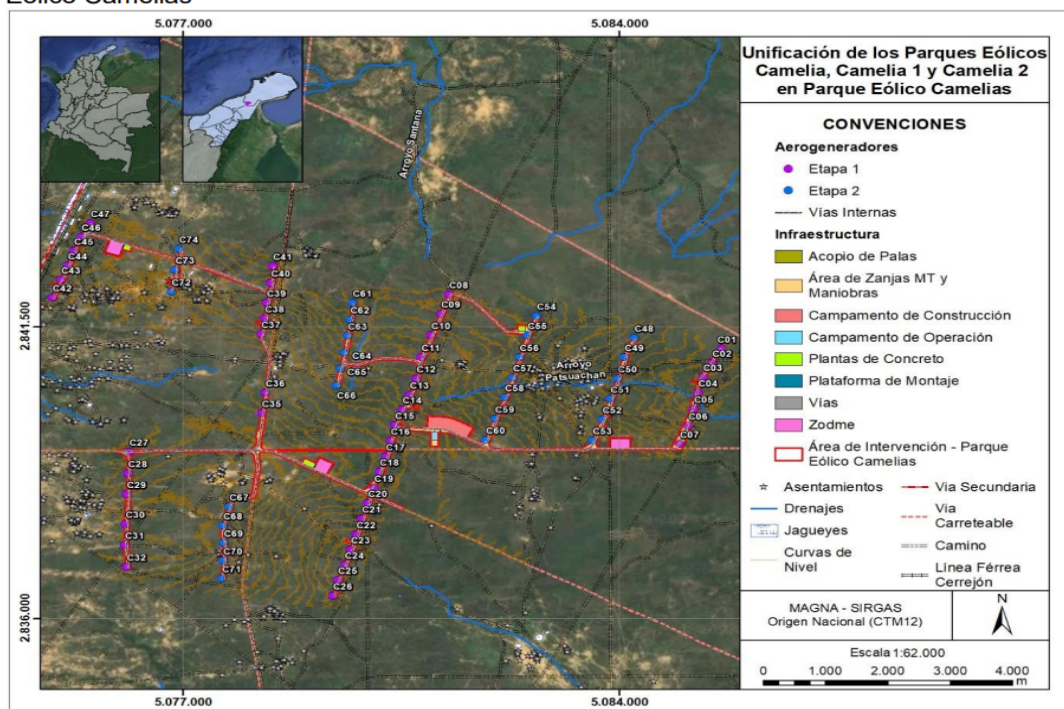 Eólico Camelias
5.077.000
5.084.000
2.841.500
2.836.000
5.077.000
5.084.000
Arroyo Santana
Arroyo
Patsuachan
C47
C46
C45
C44
C43
C42
C74
C73
C72
C41
C40
C39
C38
C37
C36
C35
C61
C62
C63
C64
C65
C66
C08
C09
C10
C11
C12
C13
C14
C15
C16
C17
C18
C19
C20
C21
C22
C23
C24
C25
C26
C54
C55
C56
C57
C58
C59
C60
C48
C49
C50
C51
C52
C53
C01
C02
C03
C04
C05
C06
C07
C27
C28
C29
C30
C31
C32
C67
C68
C69
C70
C71
Unificación de los Parques Eólicos
Camelia, Camelia 1 y Camelia 2
en Parque Eólico Camelias
CONVENCIONES
Aerogeneradores
Etapa 1
Etapa 2
Vías Internas
Infraestructura
Acopio de Palas
Área de Zanjas MT y
Maniobras
Campamento de Construcción
Campamento de Operación
Plantas de Concreto
Plataforma de Montaje
Vías
Zodme
Área de Intervención - Parque
Eólico Camelias
Asentamientos
Drenajes
Jagueyes
Curvas de
Nivel
Via Secundaria
Via
Carreteable
Camino
Línea Férrea
Cerrejón
MAGNA - SIRGAS
Origen Nacional (CTM12)
N
Escala 1:62.000
0 1.000 2.000 3.000 4.000
m